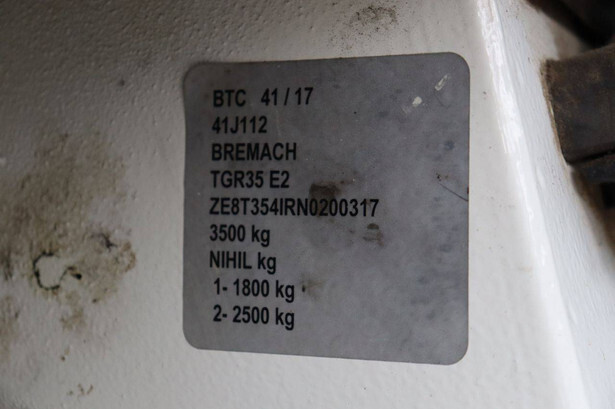 BTC 41 / 17
41J112
BREMACH
TGR35 E2
ZE8T354IRN0200317
3500 kg
NIHIL kg
1- 1800 kg
2- 2500 kg